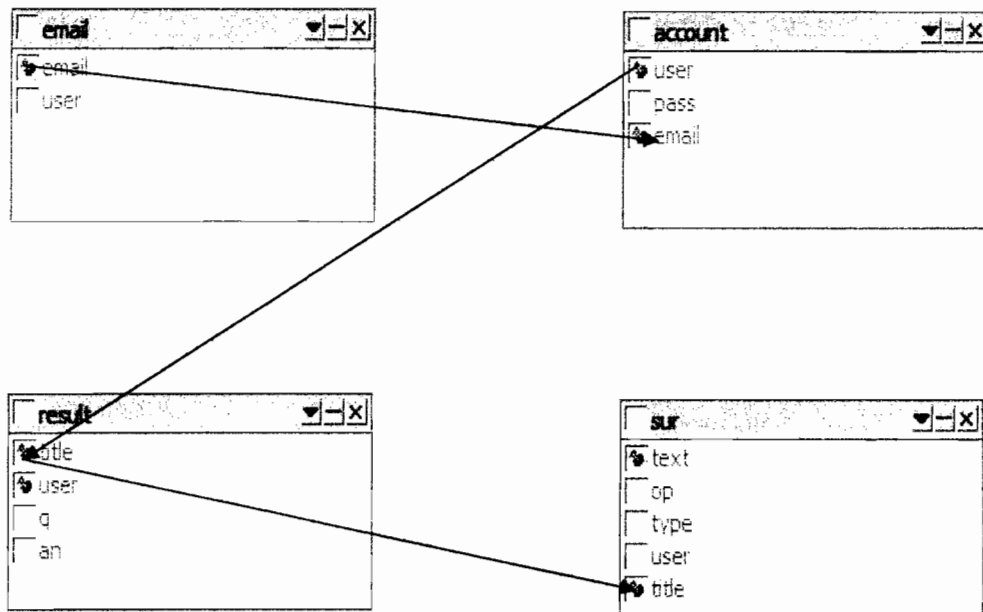 email
email
user
account
user
pass
email
result
title
user
q
an
sur
text
op
type
user
title